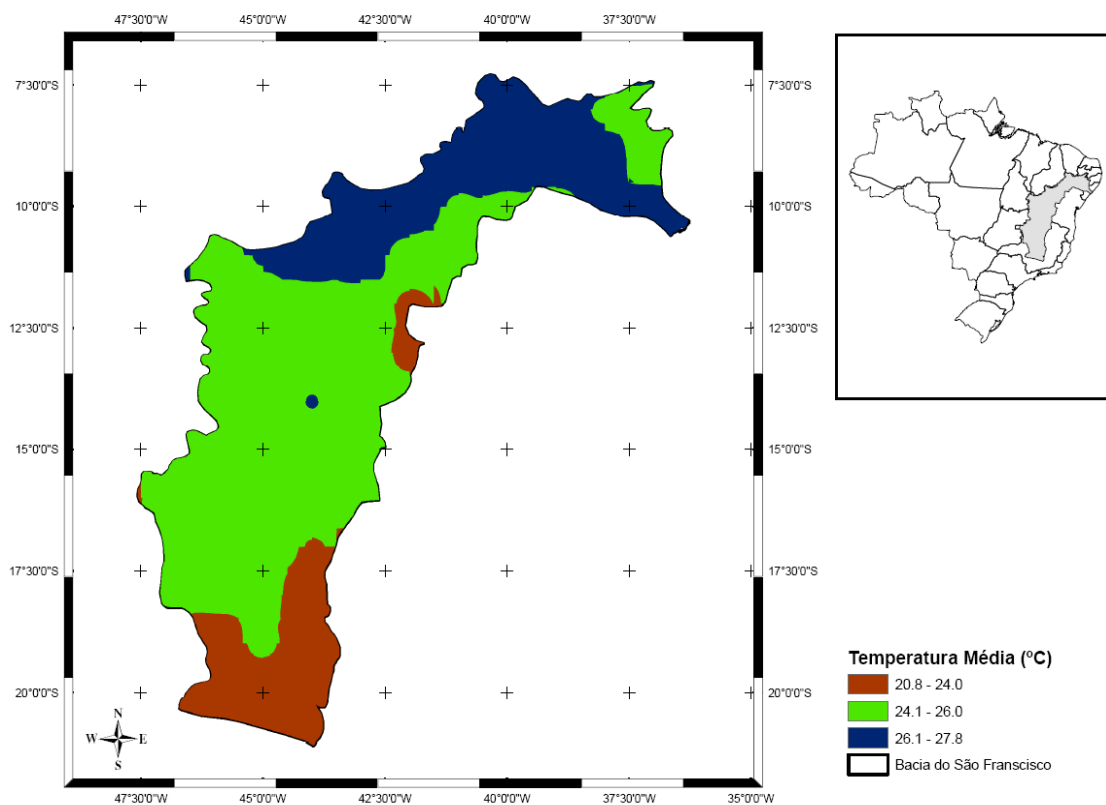 47°30'0"W 45°0'0"W 42°30'0"W 40°0'0"W 37°30'0"W
7°30'0"S 7°30'0"S
10°0'0"S 10°0'0"S
12°30'0"S 12°30'0"S
15°0'0"S 15°0'0"S
17°30'0"S 17°30'0"S
20°0'0"S 20°0'0"S
N
W E
S
47°30'0"W 45°0'0"W 42°30'0"W 40°0'0"W 37°30'0"W 35°0'0"W
Temperatura Média (ºC)
20.8 - 24.0
24.1 - 26.0
26.1 - 27.8
Bacia do São Franscisco